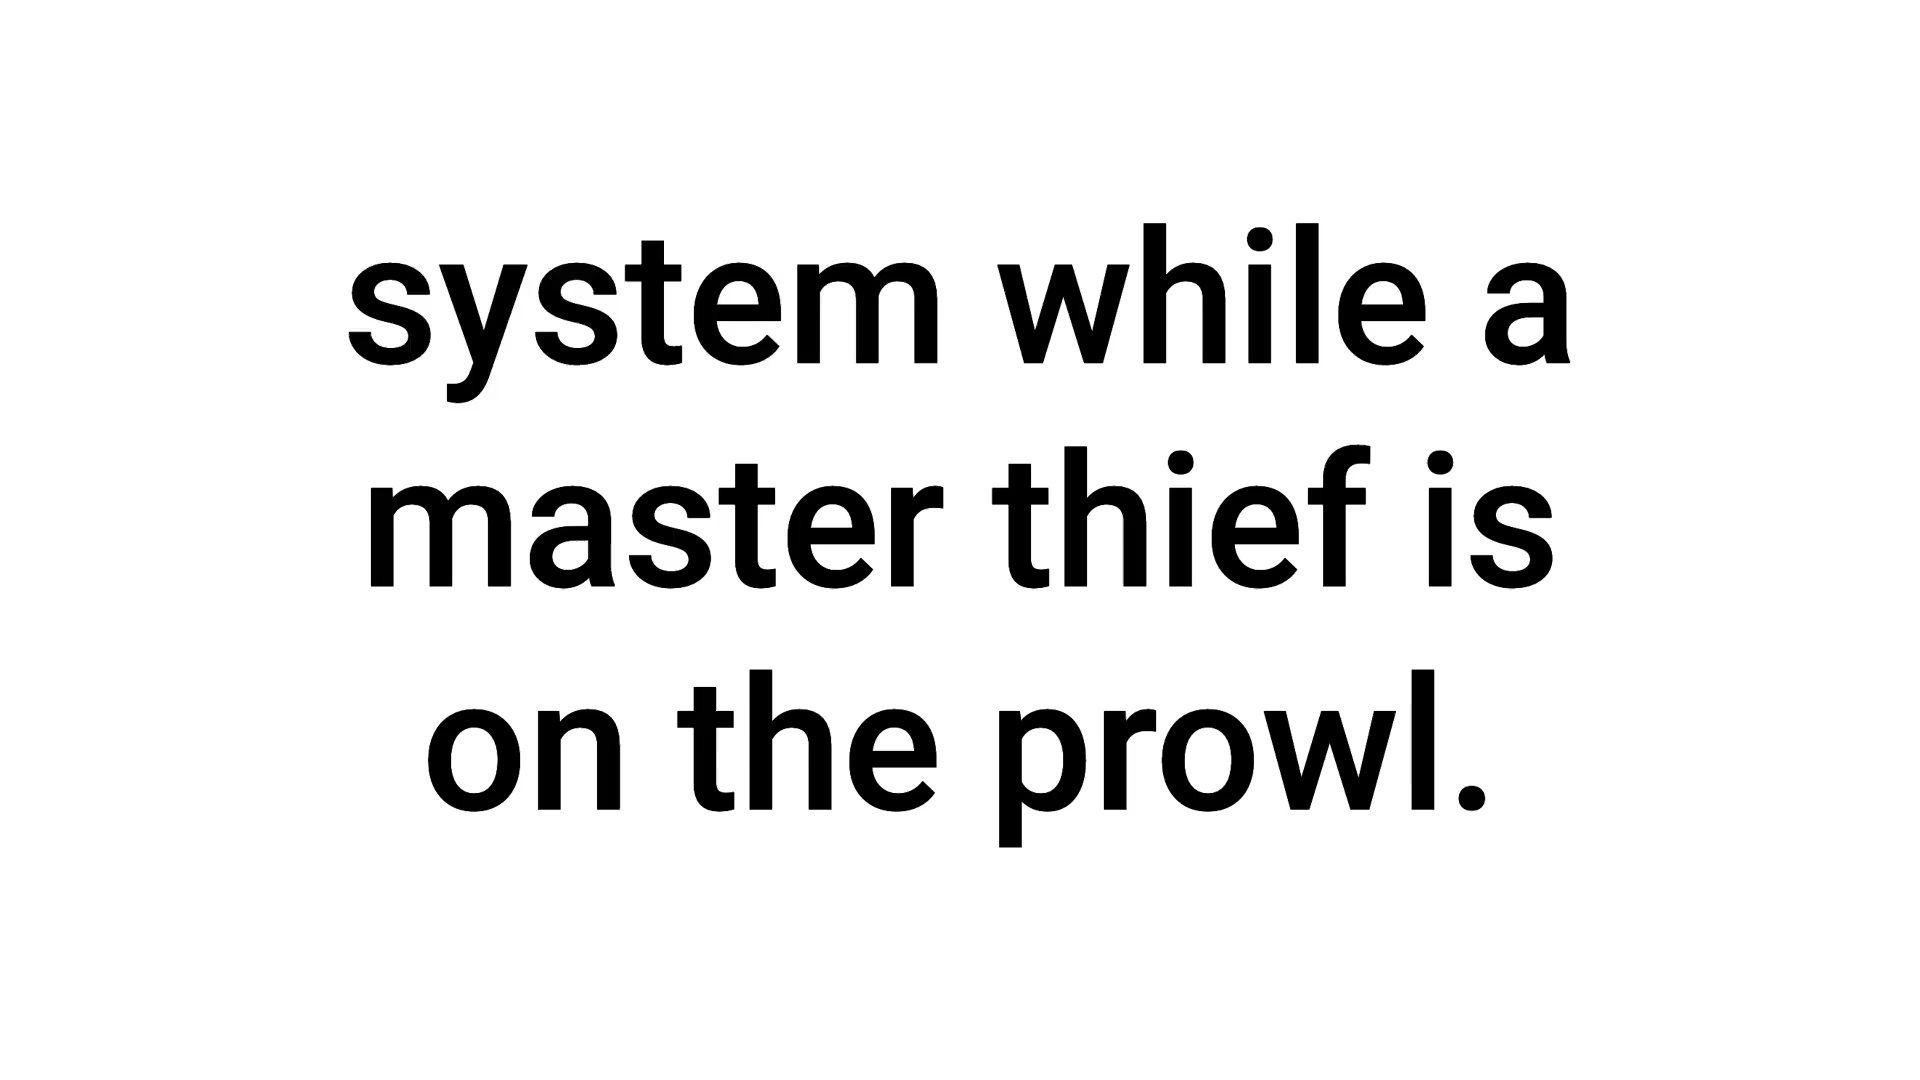 system while a
master thief is
on the prowl.